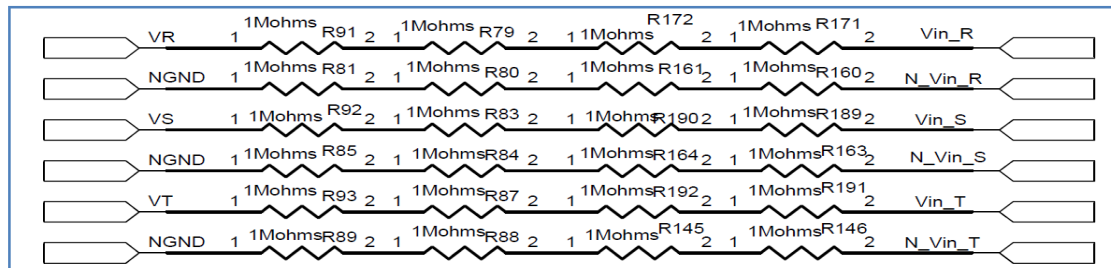 VR 1 1Mohms R91 2 1 1Mohms R79 2 1 1Mohms R172 2 1 1Mohms R171 2 Vin_R
NGND 1 1Mohms R81 2 1 1Mohms R80 2 1 1Mohms R161 2 1 1Mohms R160 2 N_Vin_R
VS 1 1Mohms R92 2 1 1Mohms R83 2 1 1Mohms R190 2 1 1Mohms R189 2 Vin_S
NGND 1 1Mohms R85 2 1 1Mohms R84 2 1 1Mohms R164 2 1 1Mohms R163 2 N_Vin_S
VT 1 1Mohms R93 2 1 1Mohms R87 2 1 1Mohms R192 2 1 1Mohms R191 2 Vin_T
NGND 1 1Mohms R89 2 1 1Mohms R88 2 1 1Mohms R145 2 1 1Mohms R146 2 N_Vin_T